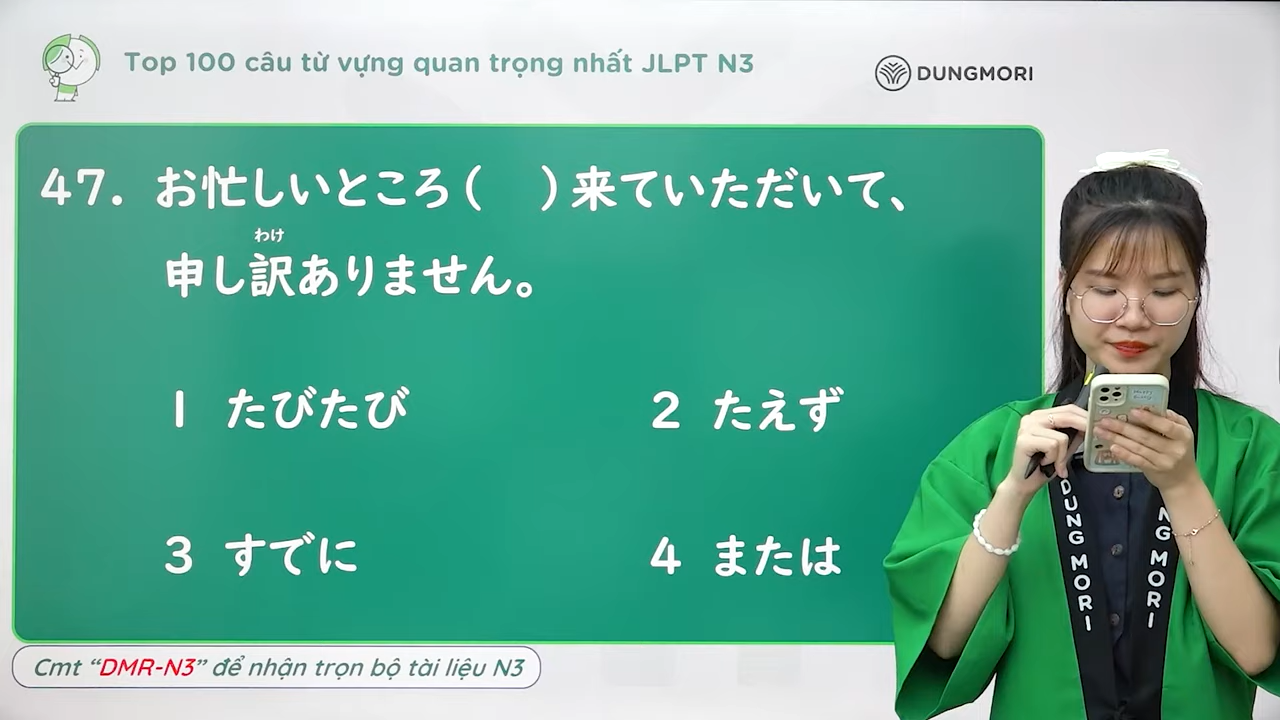 Top 100 câu từ vựng quan trọng nhất JLPT N3
DUNGMORI
47. お忙しいところ（　）来ていただいて、
わけ
申し訳ありません。
1 たびたび
2 たえず
3 すでに
4 または
Cmt “DMR-N3” để nhận trọn bộ tài liệu N3
DUNG MORI
NG MORI